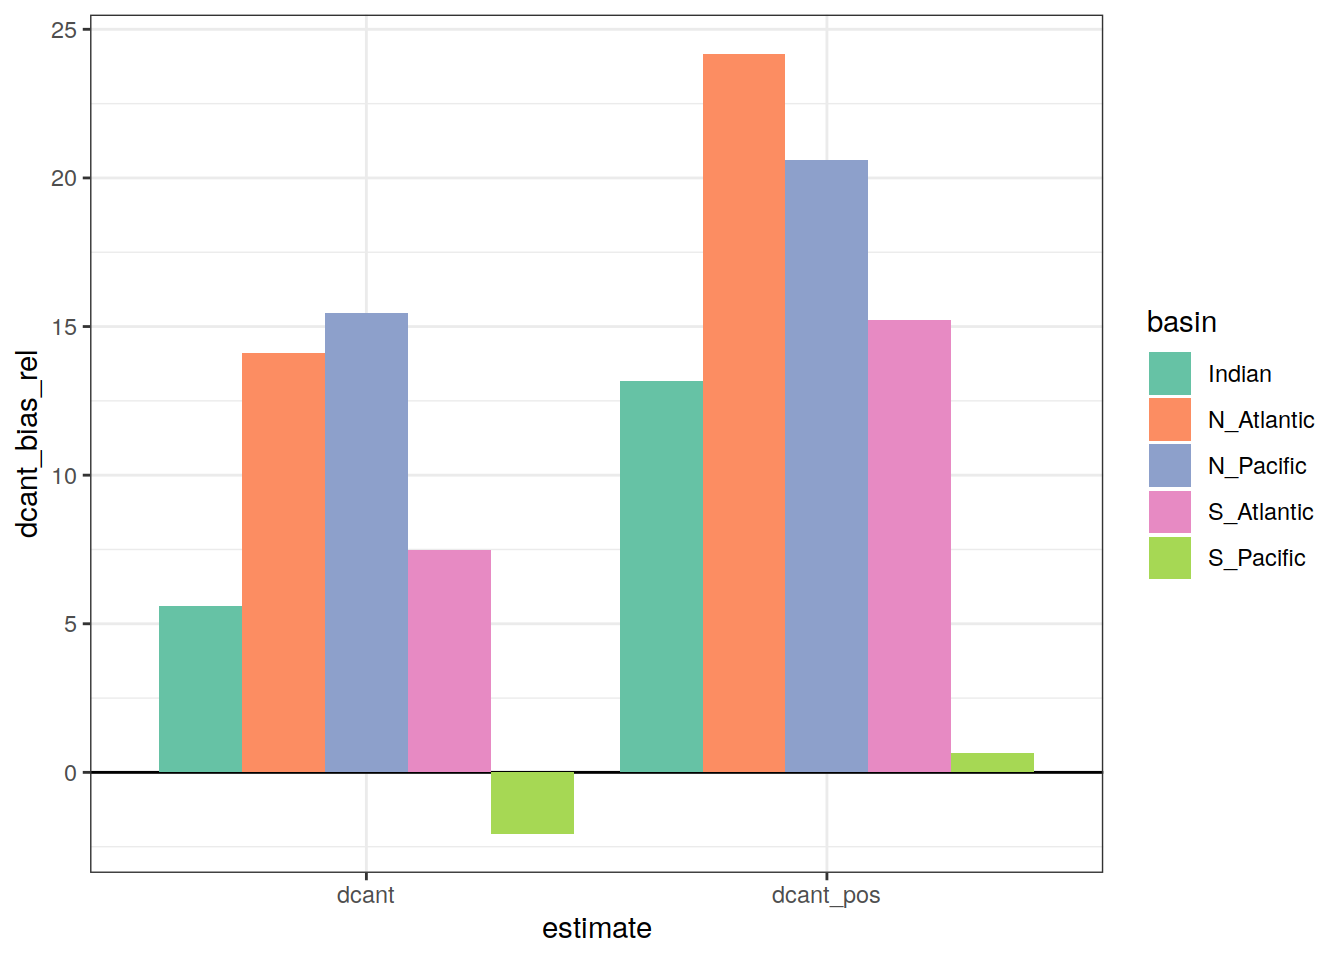 25
20
15
10
5
0
dcant_bias_rel
dcant
dcant_pos
estimate
basin
Indian
N_Atlantic
N_Pacific
S_Atlantic
S_Pacific